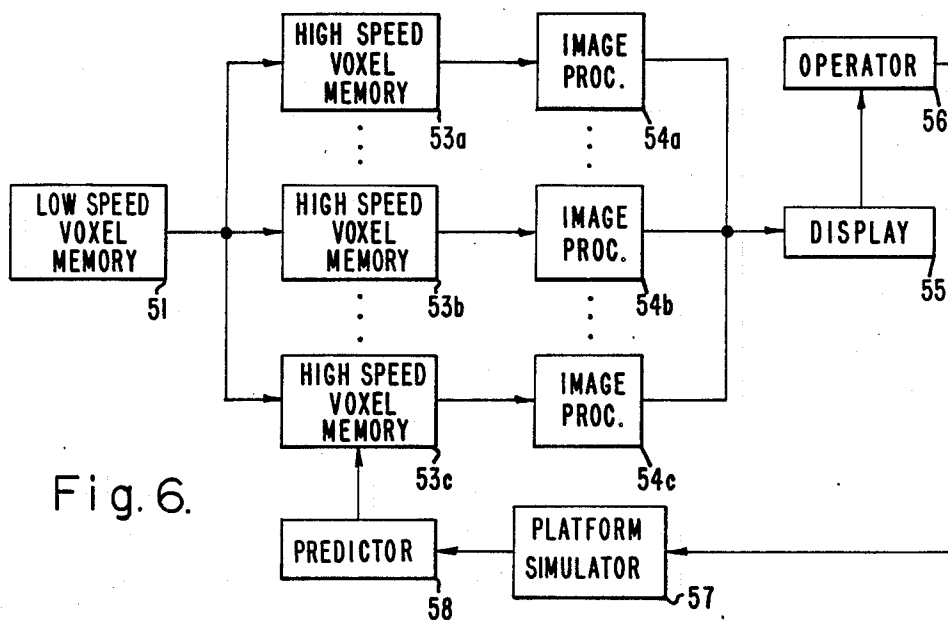 HIGH SPEED
VOXEL
MEMORY
53a
IMAGE
PROC.
54a
OPERATOR
56
LOW SPEED
VOXEL
MEMORY
51
HIGH SPEED
VOXEL
MEMORY
53b
IMAGE
PROC.
54b
DISPLAY
55
HIGH SPEED
VOXEL
MEMORY
53c
IMAGE
PROC.
54c
Fig. 6.
PREDICTOR
58
PLATFORM
SIMULATOR
57